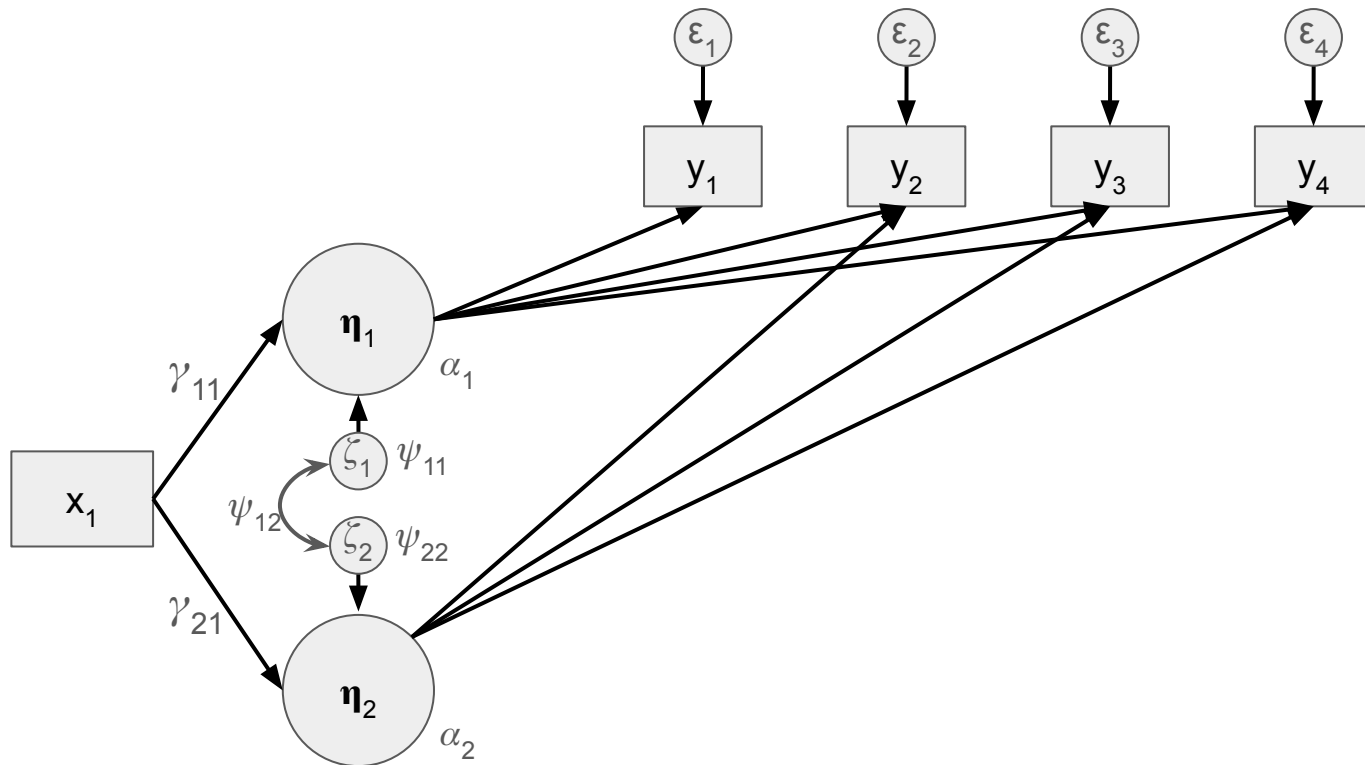 ε₁ ε₂ ε₃ ε₄
y₁ y₂ y₃ y₄
η₁
α₁
γ₁₁
ζ₁ ψ₁₁
x₁
ψ₁₂
ζ₂ ψ₂₂
γ₂₁
η₂
α₂